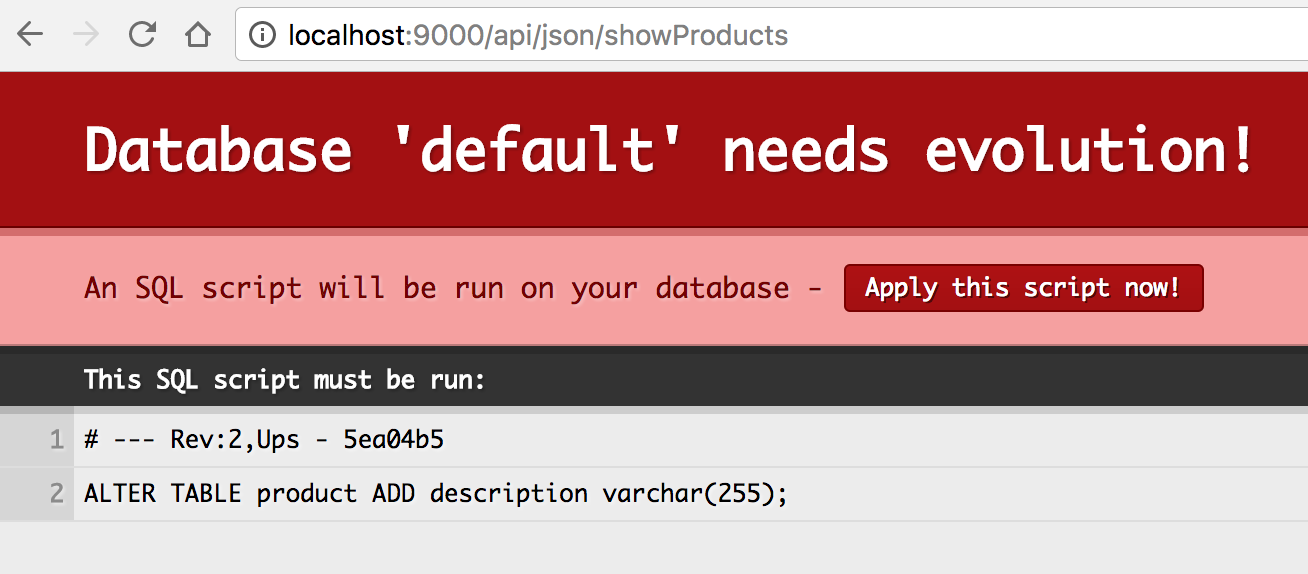 localhost:9000/api/json/showProducts
Database 'default' needs evolution!
An SQL script will be run on your database - Apply this script now!
This SQL script must be run:
1 # --- Rev:2,Ups - 5ea04b5
2 ALTER TABLE product ADD description varchar(255);